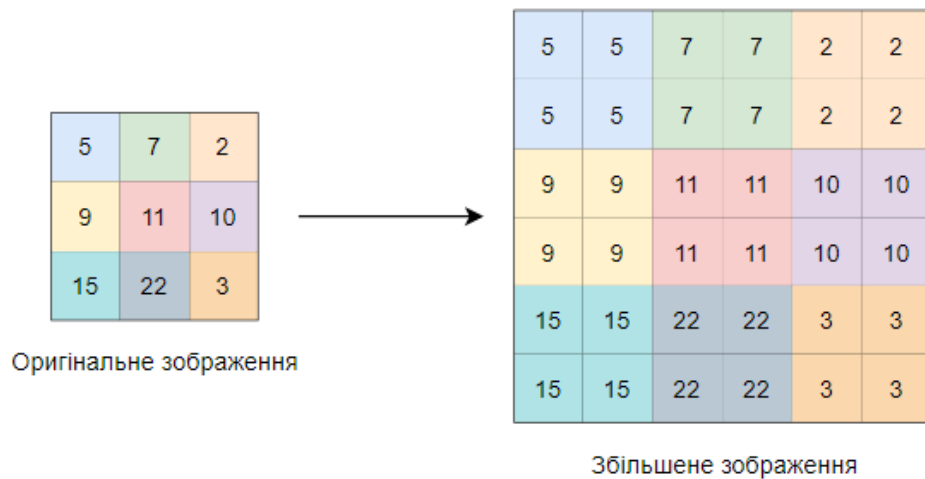 5 7 2
9 11 10
15 22 3
Оригінальне зображення
5 5 7 7 2 2
5 5 7 7 2 2
9 9 11 11 10 10
9 9 11 11 10 10
15 15 22 22 3 3
15 15 22 22 3 3
Збільшене зображення